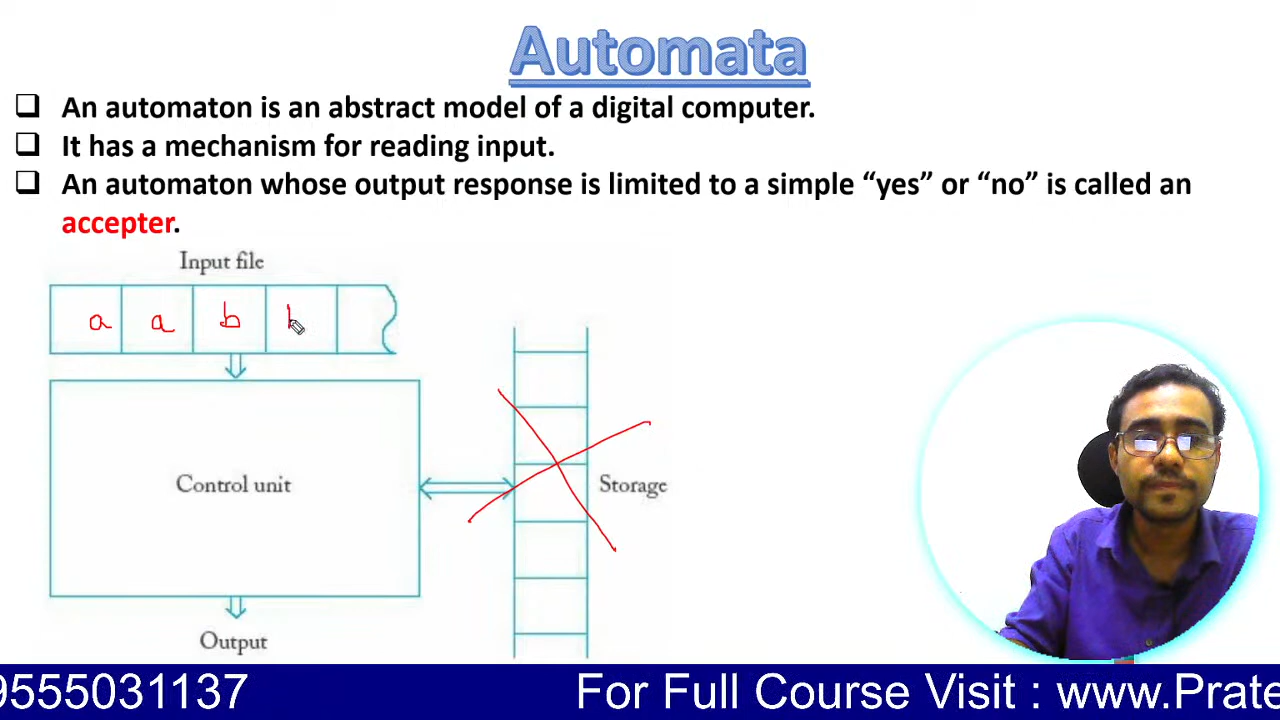 Automata
❑ An automaton is an abstract model of a digital computer.
❑ It has a mechanism for reading input.
❑ An automaton whose output response is limited to a simple “yes” or “no” is called an
accepter.
Input file
a a b
Control unit
Storage
Output
9555031137 For Full Course Visit : www.Prate